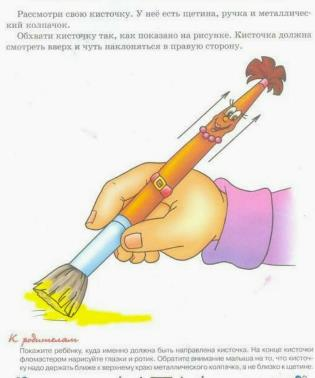 Рассмотри свою кисточку. У неё есть щетина, ручка и металличес-
кий колпачок.
Обхвати кисточку так, как показано на рисунке. Кисточка должна
смотреть вверх и чуть наклоняться в правую сторону.
К родителям
Покажите ребёнку, куда именно должна быть направлена кисточка. На конце кисточки
фломастером нарисуйте глазки и ротик. Обратите внимание малыша на то, что кисточ-
ку надо держать ближе к верхнему краю металлического колпачка, а не близко к щетине.